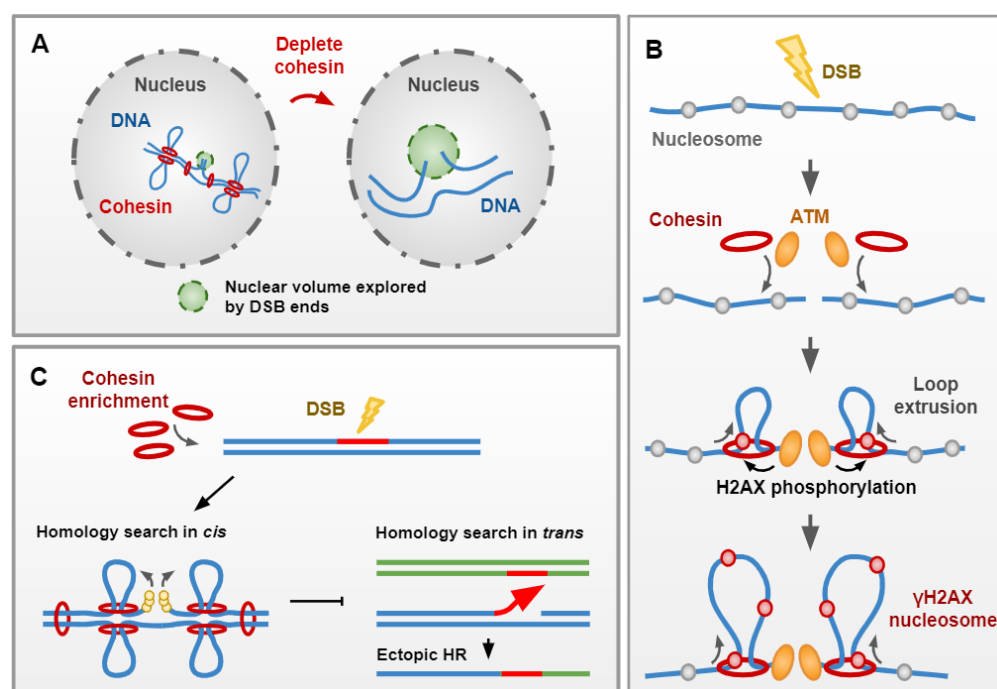 A
Deplete
cohesin
Nucleus
Nucleus
DNA
Cohesin
DNA
Nuclear volume explored
by DSB ends
B
DSB
Nucleosome
Cohesin
ATM
Loop
extrusion
H2AX phosphorylation
γH2AX
nucleosome
C
Cohesin
enrichment
DSB
Homology search in cis
Homology search in trans
Ectopic HR